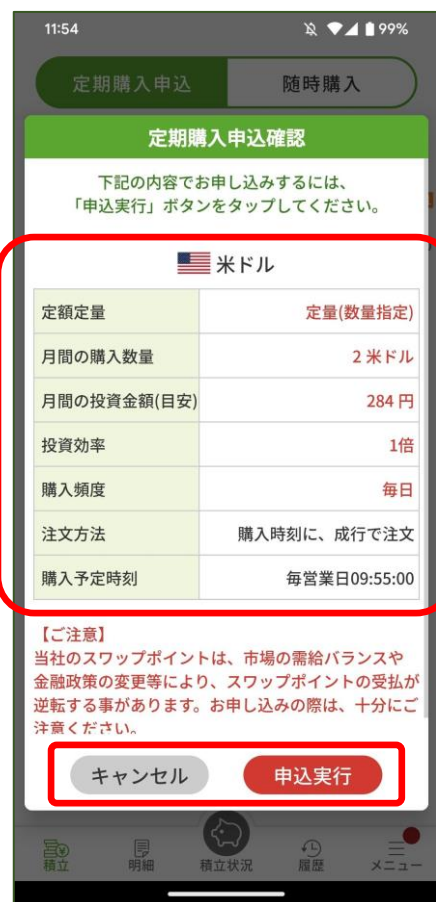 11:54 99%
定期購入申込 随時購入
定期購入申込確認
下記の内容でお申し込みするには、
「申込実行」ボタンをタップしてください。
米ドル
定額定量 定量(数量指定)
月間の購入数量 2 米ドル
月間の投資金額(目安) 284 円
投資効率 1倍
購入頻度 毎日
注文方法 購入時刻に、成行で注文
購入予定時刻 毎営業日09:55:00
【ご注意】
当社のスワップポイントは、市場の需給バランスや
金融政策の変更等により、スワップポイントの受払が
逆転する事があります。お申し込みの際は、十分にご
注意ください。
キャンセル 申込実行
積立 明細 積立状況 履歴 メニュー